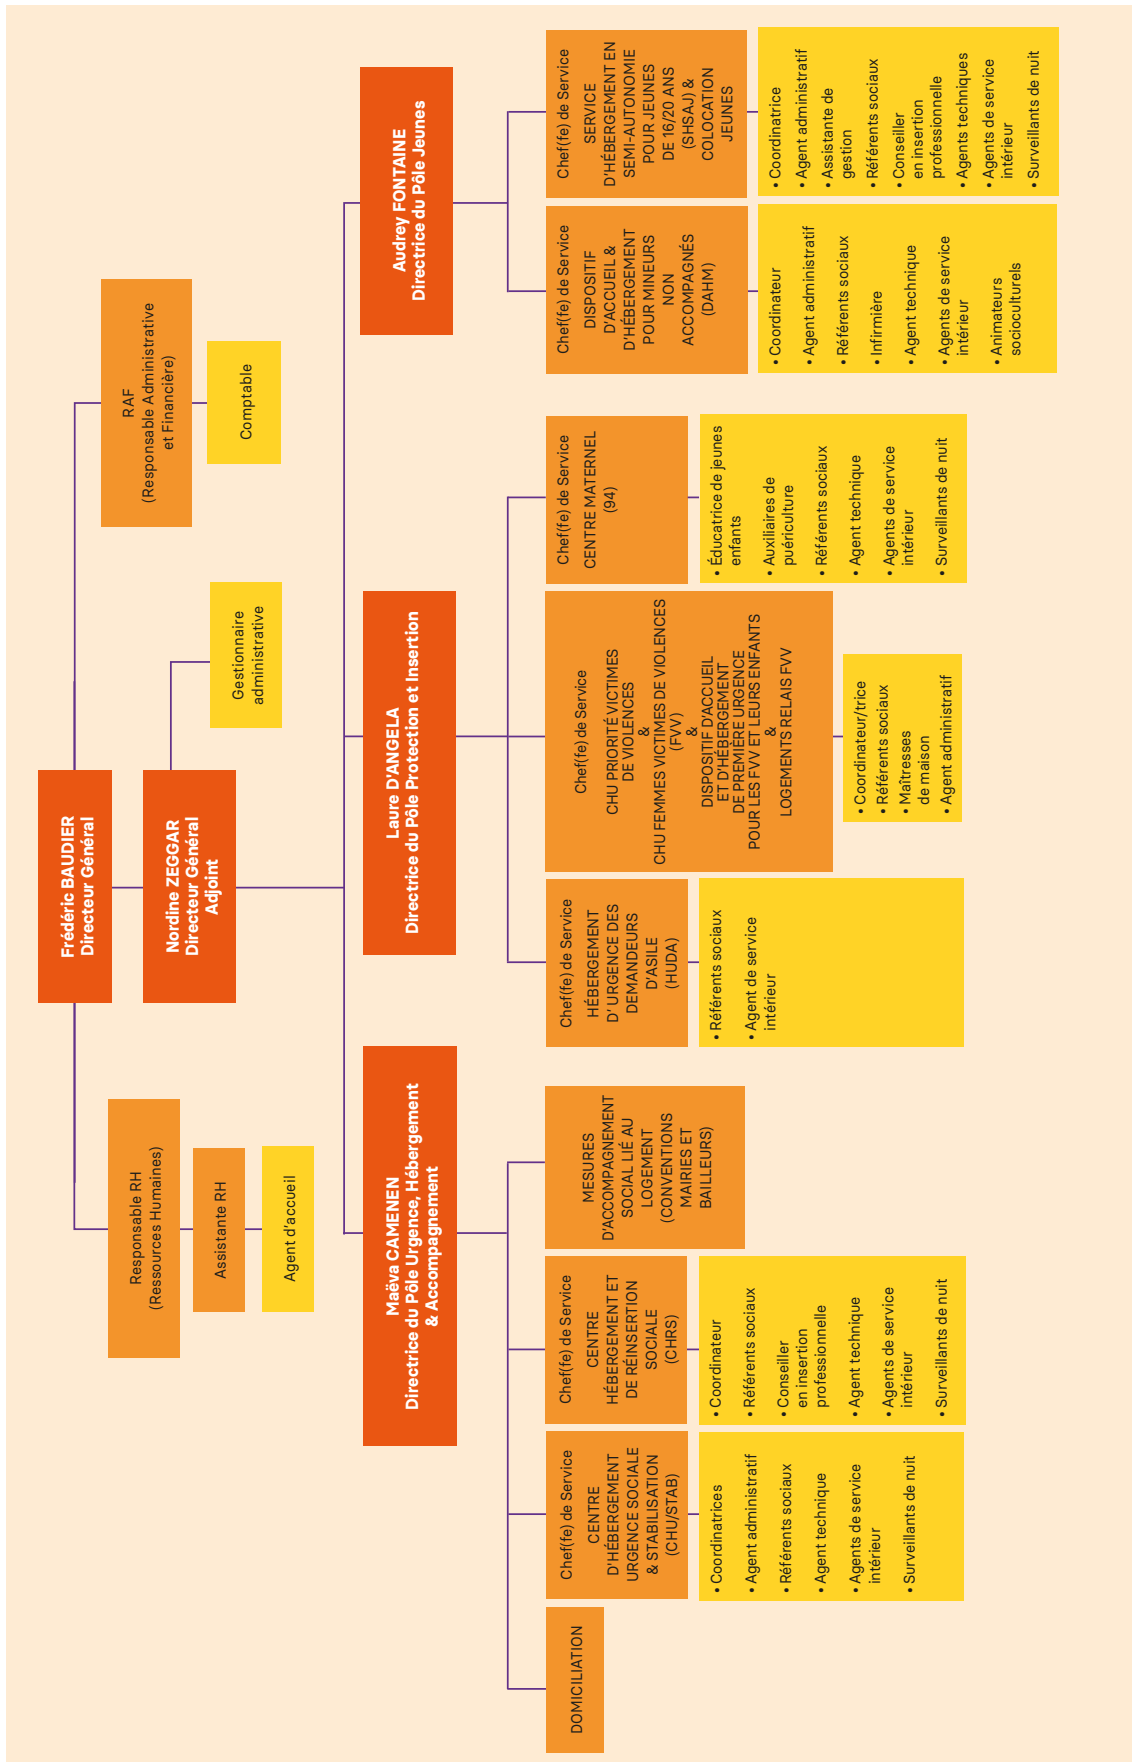 Frédéric BAUDIER
Directeur Général
Nordine ZEGGAR
Directeur Général
Adjoint
Responsable RH
(Ressources Humaines)
Assistante RH
Agent d'accueil
Gestionnaire
administrative
RAF
(Responsable Administrative
et Financière)
Comptable
Maëva CAMENEN
Directrice du Pôle Urgence, Hébergement
& Accompagnement
DOMICILIATION
Chef(fe) de Service
CENTRE
D'HÉBERGEMENT
URGENCE SOCIALE
& STABILISATION
(CHU/STAB)
• Coordinatrices
• Agent administratif
• Référents sociaux
• Agent technique
• Agents de service
intérieur
• Surveillants de nuit
Chef(fe) de Service
CENTRE
HÉBERGEMENT ET
DE RÉINSERTION
SOCIALE
(CHRS)
• Coordinateur
• Référents sociaux
• Conseiller
en insertion
professionnelle
• Agent technique
• Agents de service
intérieur
• Surveillants de nuit
MESURES
D'ACCOMPAGNEMENT
SOCIAL LIÉ AU
LOGEMENT
(CONVENTIONS
MAIRIES ET
BAILLEURS)
Laure D'ANGELA
Directrice du Pôle Protection et Insertion
Chef(fe) de Service
HÉBERGEMENT
D' URGENCE DES
DEMANDEURS
D'ASILE
(HUDA)
• Référents sociaux
• Agent de service
intérieur
Chef(fe) de Service
CHU PRIORITÉ VICTIMES
DE VIOLENCES
&
CHU FEMMES VICTIMES DE VIOLENCES
(FVV)
&
DISPOSITIF D'ACCUEIL
ET D'HÉBERGEMENT
DE PREMIÈRE URGENCE
POUR LES FVV ET LEURS ENFANTS
&
LOGEMENTS RELAIS FVV
• Coordinateur/trice
• Référents sociaux
• Maîtresses
de maison
• Agent administratif
Chef(fe) de Service
CENTRE MATERNEL
(94)
• Éducatrice de jeunes
enfants
• Auxiliaires de
puériculture
• Référents sociaux
• Agent technique
• Agents de service
intérieur
• Surveillants de nuit
Audrey FONTAINE
Directrice du Pôle Jeunes
Chef(fe) de Service
DISPOSITIF
D'ACCUEIL &
D'HÉBERGEMENT
POUR MINEURS
NON
ACCOMPAGNÉS
(DAHM)
• Coordinateur
• Agent administratif
• Référents sociaux
• Infirmière
• Agent technique
• Agents de service
intérieur
• Animateurs
socioculturels
Chef(fe) de Service
SERVICE
D'HÉBERGEMENT EN
SEMI-AUTONOMIE
POUR JEUNES
DE 16/20 ANS
(SHSAJ) &
COLOCATION
JEUNES
• Coordinatrice
• Agent administratif
• Assistante de
gestion
• Référents sociaux
• Conseiller
en insertion
professionnelle
• Agents techniques
• Agents de service
intérieur
• Surveillants de nuit